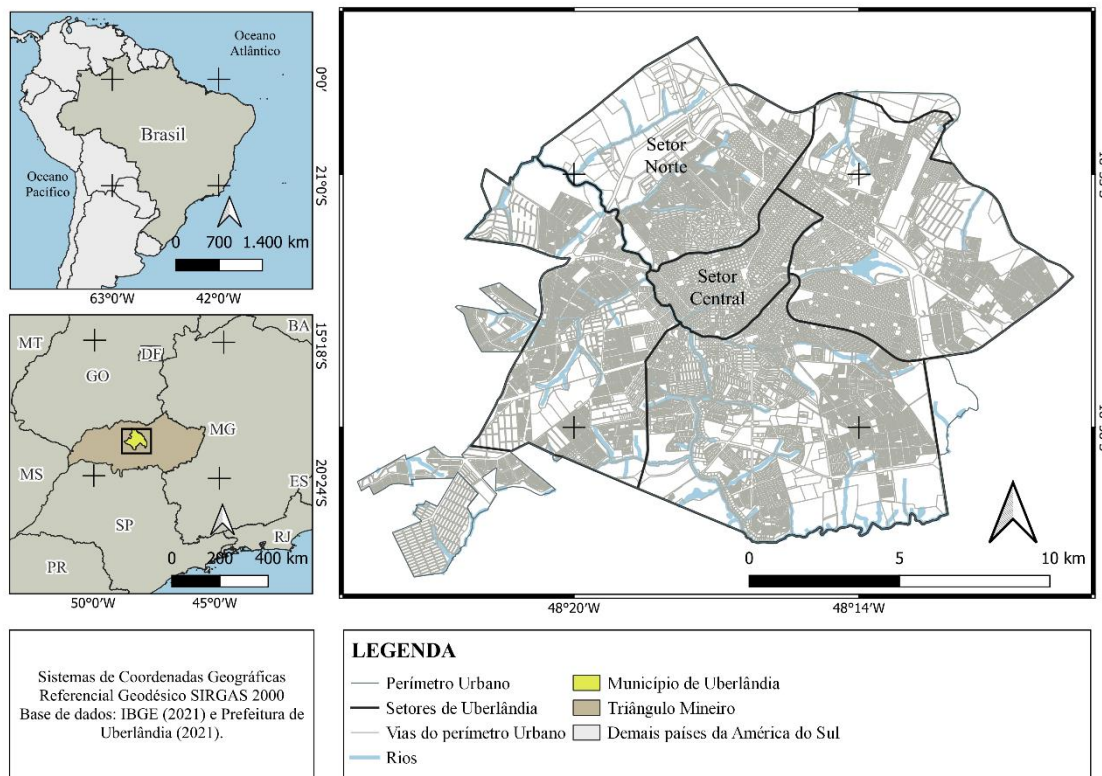 Oceano
Atlântico
Brasil
Oceano
Pacífico
0°0'
21°0'S
0 700 1.400 km
63°0'W 42°0'W
BA
MT
DF
GO
MG
MS
ES
SP
RJ
PR
15°18'S
20°24'S
0 200 400 km
50°0'W 45°0'W
Setor
Norte
Setor
Central
0 5 10 km
48°20'W 48°14'W
Sistemas de Coordenadas Geográficas
Referencial Geodésico SIRGAS 2000
Base de dados: IBGE (2021) e Prefeitura de
Uberlândia (2021).
LEGENDA
Perímetro Urbano
Setores de Uberlândia
Vias do perímetro Urbano
Rios
Município de Uberlândia
Triângulo Mineiro
Demais países da América do Sul